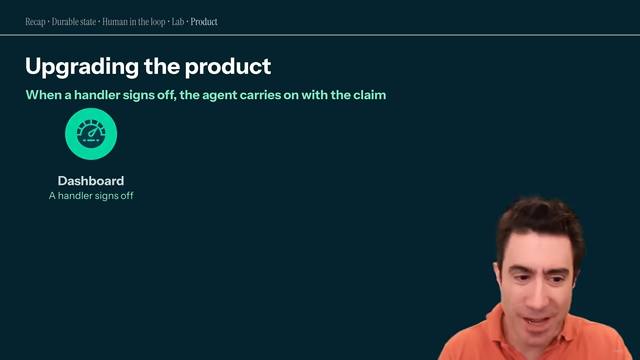 Recap • Durable state • Human in the loop • Lab • Product
Upgrading the product
When a handler signs off, the agent carries on with the claim
Dashboard
A handler signs off